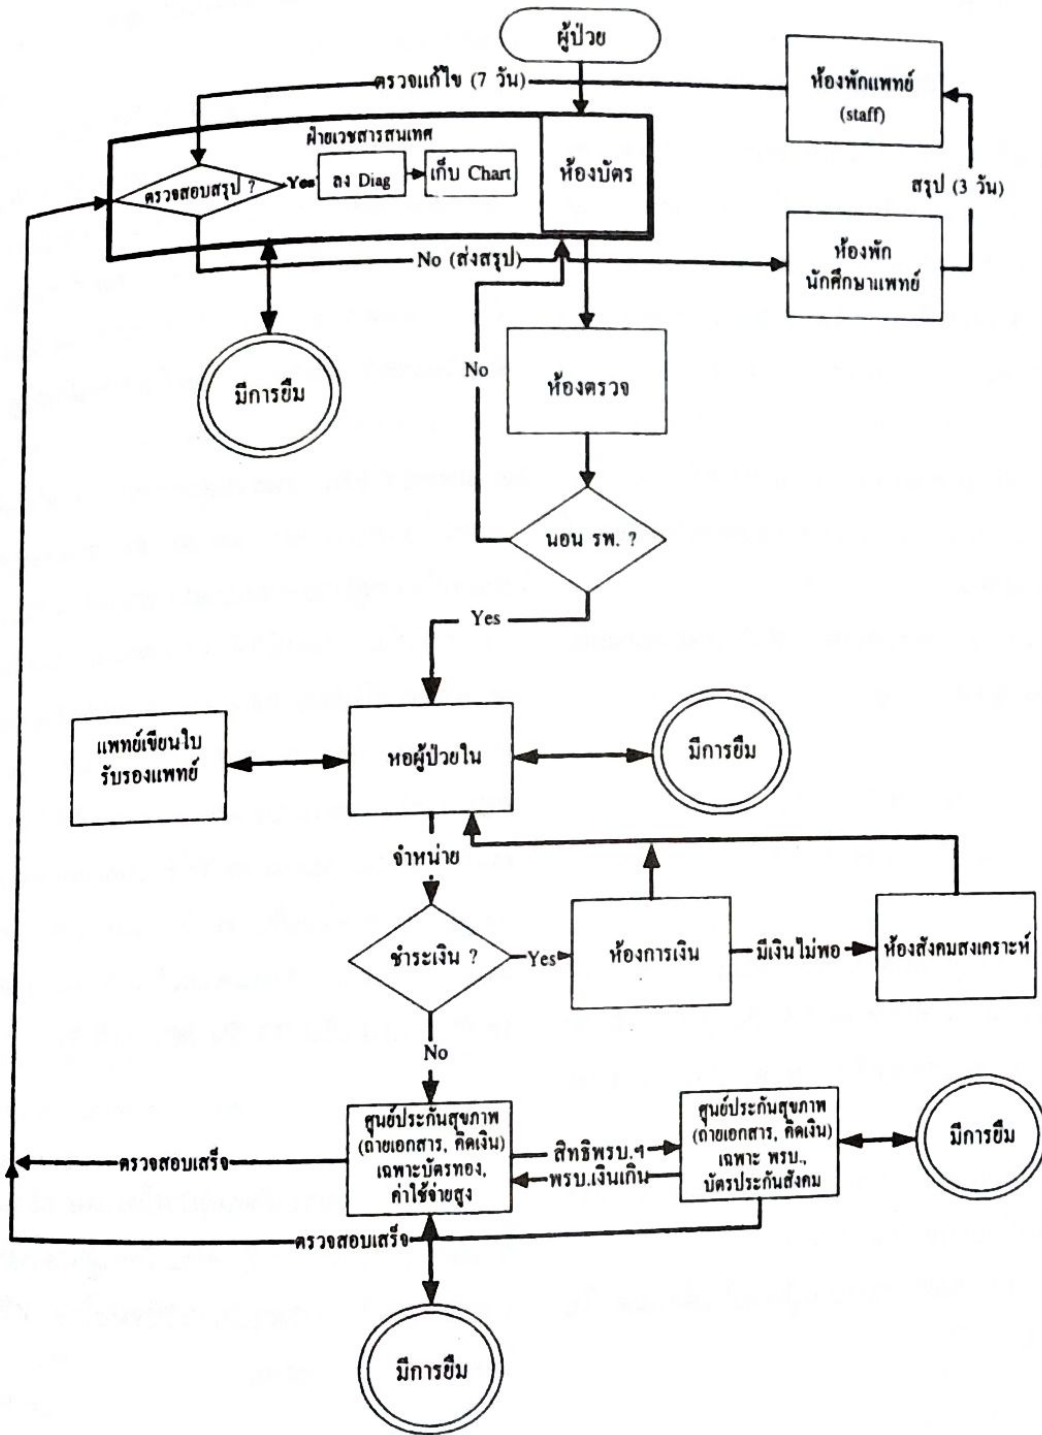 ผู้ป่วย
ตรวจแก้ไข (7 วัน)
ห้องพักแพทย์
(staff)
ฝ่ายเวชสารสนเทศ
ตรวจสอบสรุป ?
Yes
ลง Diag
เก็บ Chart
ห้องบัตร
สรุป (3 วัน)
No (ส่งสรุป)
ห้องพัก
นักศึกษาแพทย์
มีการยืม
No
ห้องตรวจ
นอน รพ. ?
Yes
แพทย์เขียนใบ
รับรองแพทย์
หอผู้ป่วยใน
มีการยืม
จำหน่าย
ชำระเงิน ?
Yes
ห้องการเงิน
มีเงินไม่พอ
ห้องสังคมสงเคราะห์
No
ศูนย์ประกันสุขภาพ
(ถ่ายเอกสาร, คิดเงิน)
เฉพาะบัตรทอง,
ค่าใช้จ่ายสูง
สิทธิพรบ.ฯ
พรบ.เงินเกิน
ศูนย์ประกันสุขภาพ
(ถ่ายเอกสาร, คิดเงิน)
เฉพาะ พรบ.,
บัตรประกันสังคม
มีการยืม
ตรวจสอบเสร็จ
ตรวจสอบเสร็จ
มีการยืม